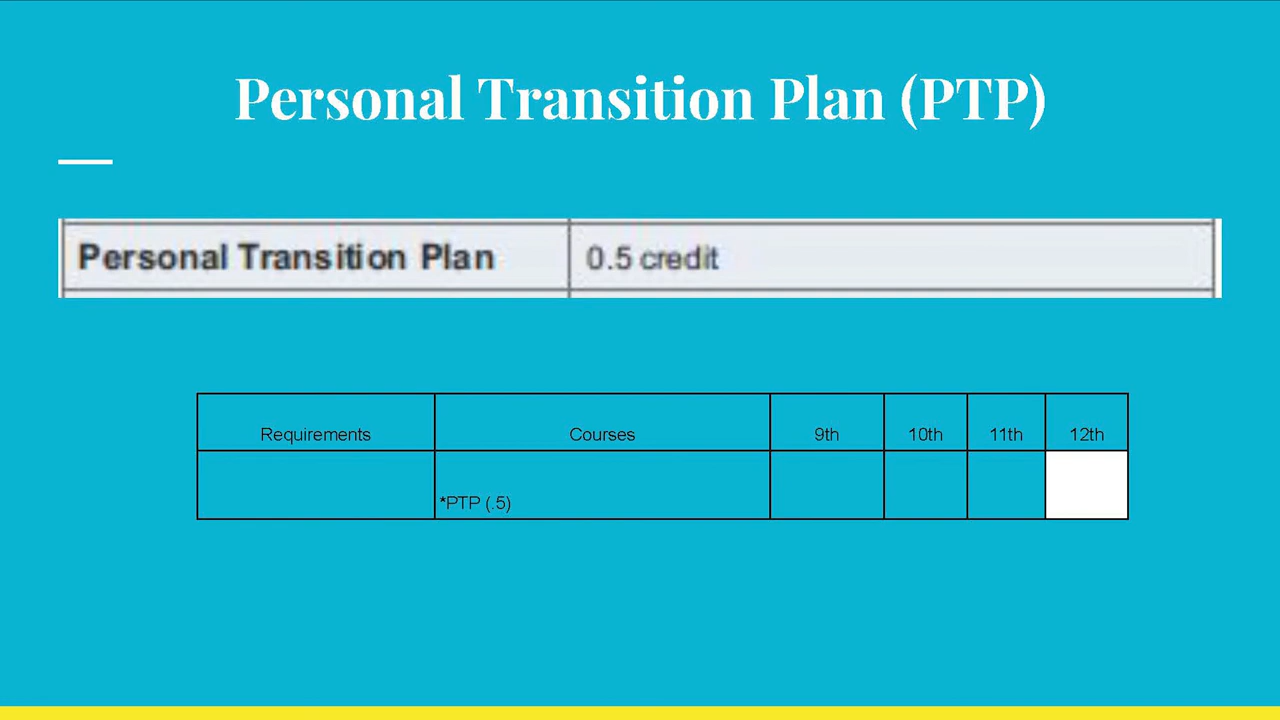 Personal Transition Plan (PTP)
Personal Transition Plan 0.5 credit
Requirements Courses 9th 10th 11th 12th
*PTP (.5)